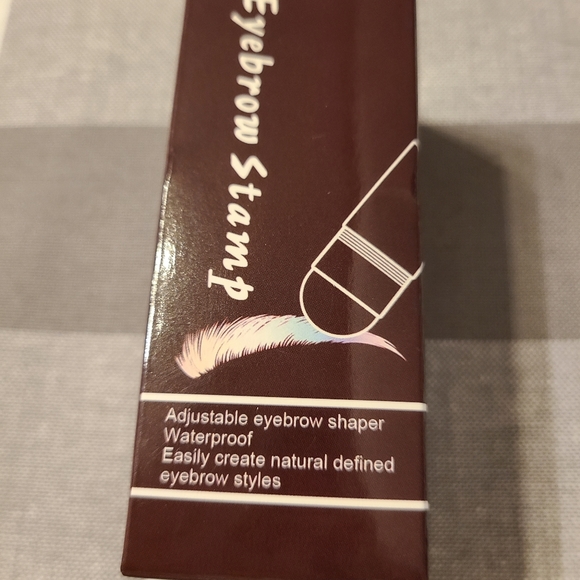 Eyebrow Stamp
Adjustable eyebrow shaper
Waterproof
Easily create natural defined
eyebrow styles